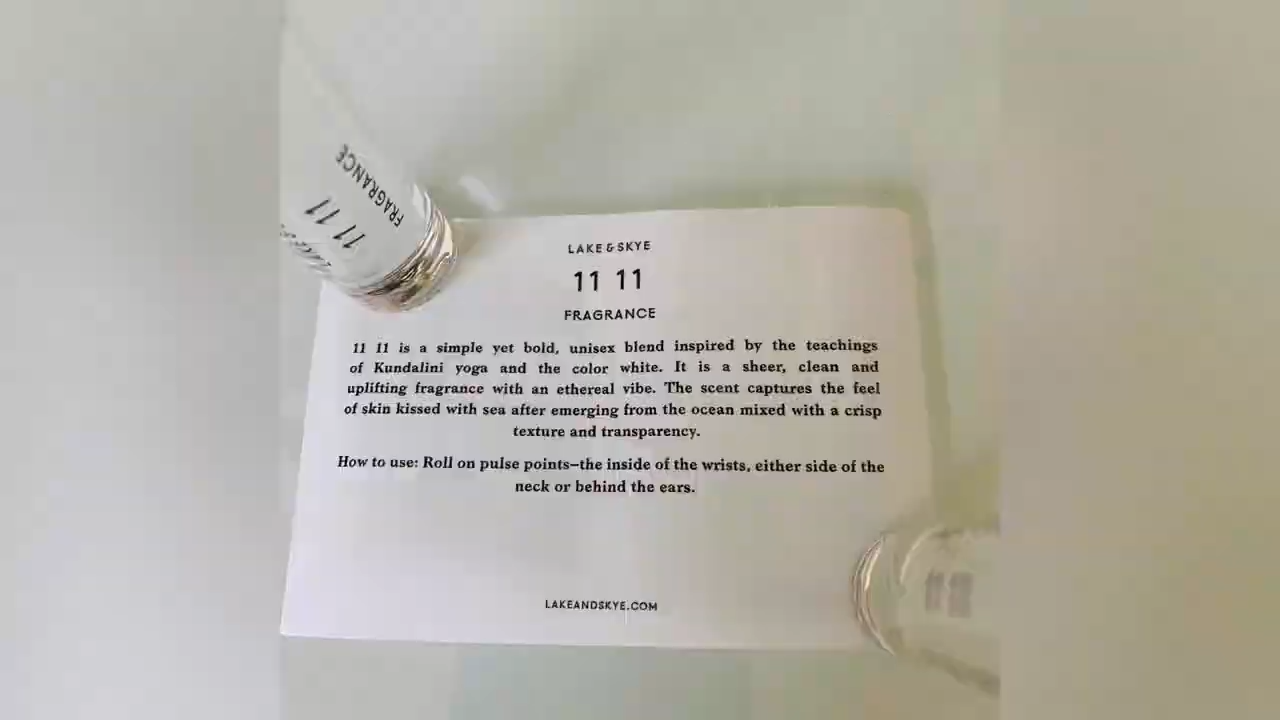 FRAGRANCE
11 11
LAKE & SKYE
11 11
FRAGRANCE
11 11 is a simple yet bold, unisex blend inspired by the teachings
of Kundalini yoga and the color white. It is a sheer, clean and
uplifting fragrance with an ethereal vibe. The scent captures the feel
of skin kissed with sea after emerging from the ocean mixed with a crisp
texture and transparency.
How to use: Roll on pulse points—the inside of the wrists, either side of the
neck or behind the ears.
LAKEANDSKYE.COM